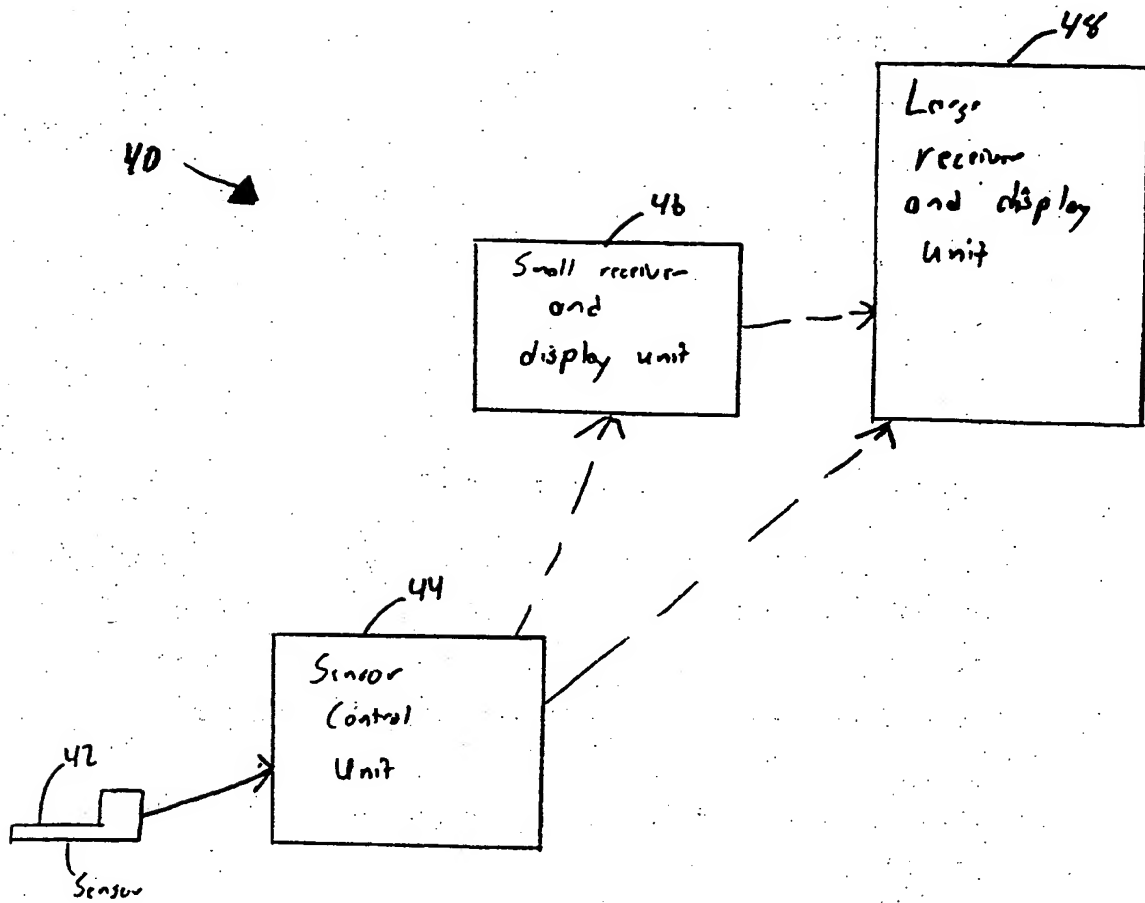 48
Large
receiver
and display
unit
40
46
Small receiver
and
display unit
44
Sensor
Control
Unit
42
Sensor